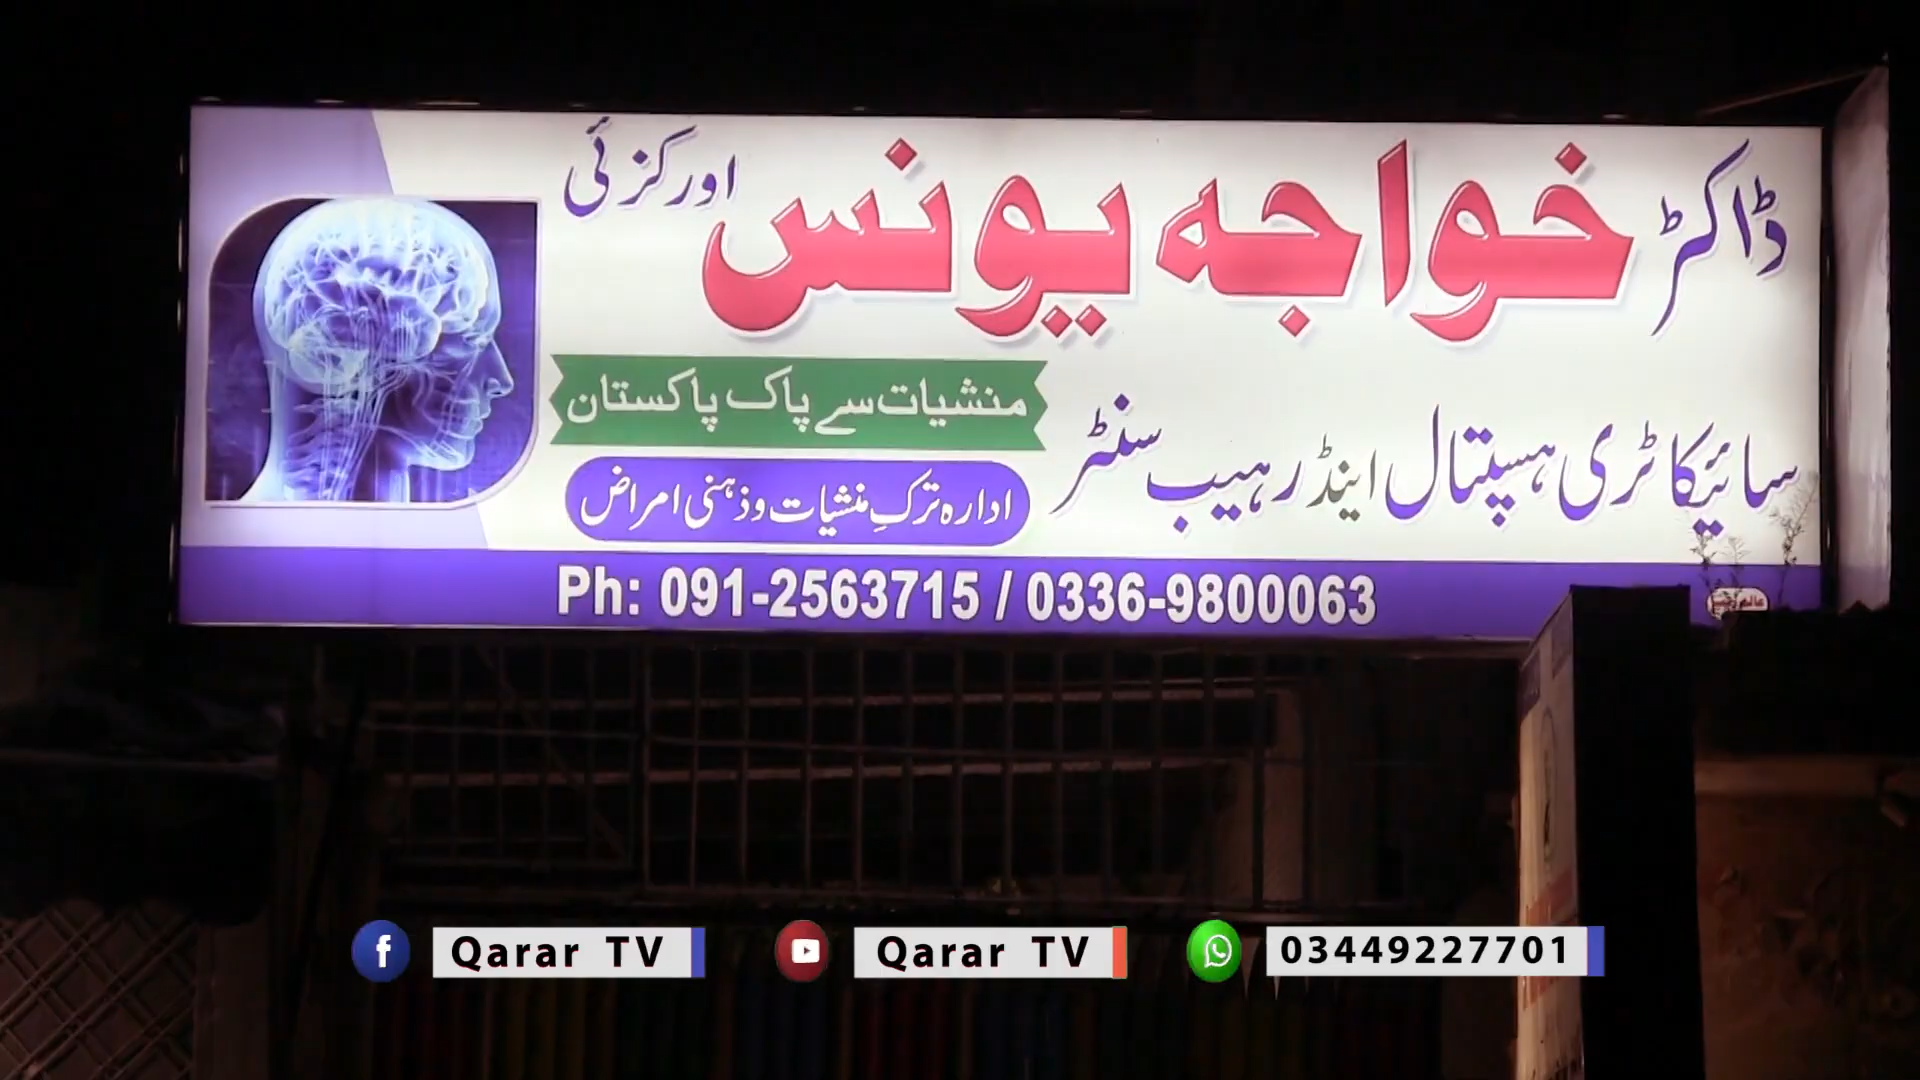 ڈاکٹر خواجہ یونس اورکزئی
سائیکاٹری ہسپتال اینڈ رہیب سنٹر
منشیات سے پاک پاکستان
ادارہ ترکِ منشیات و ذہنی امراض
Ph: 091-2563715 / 0336-9800063
Qarar TV
Qarar TV
03449227701